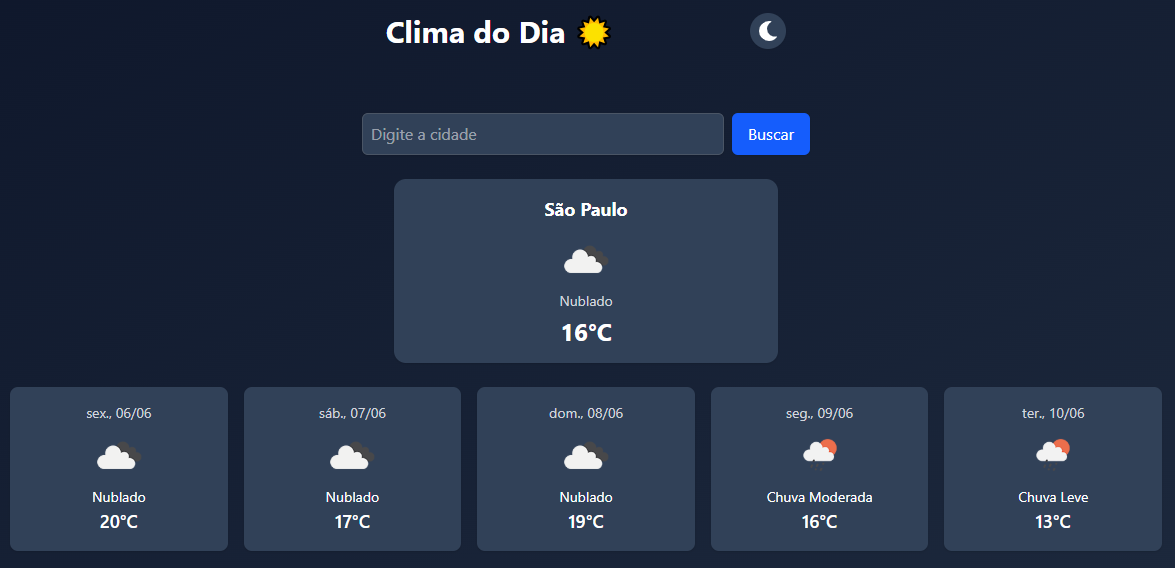 Clima do Dia
Digite a cidade
Buscar
São Paulo
Nublado
16°C
sex., 06/06
Nublado
20°C
sáb., 07/06
Nublado
17°C
dom., 08/06
Nublado
19°C
seg., 09/06
Chuva Moderada
16°C
ter., 10/06
Chuva Leve
13°C